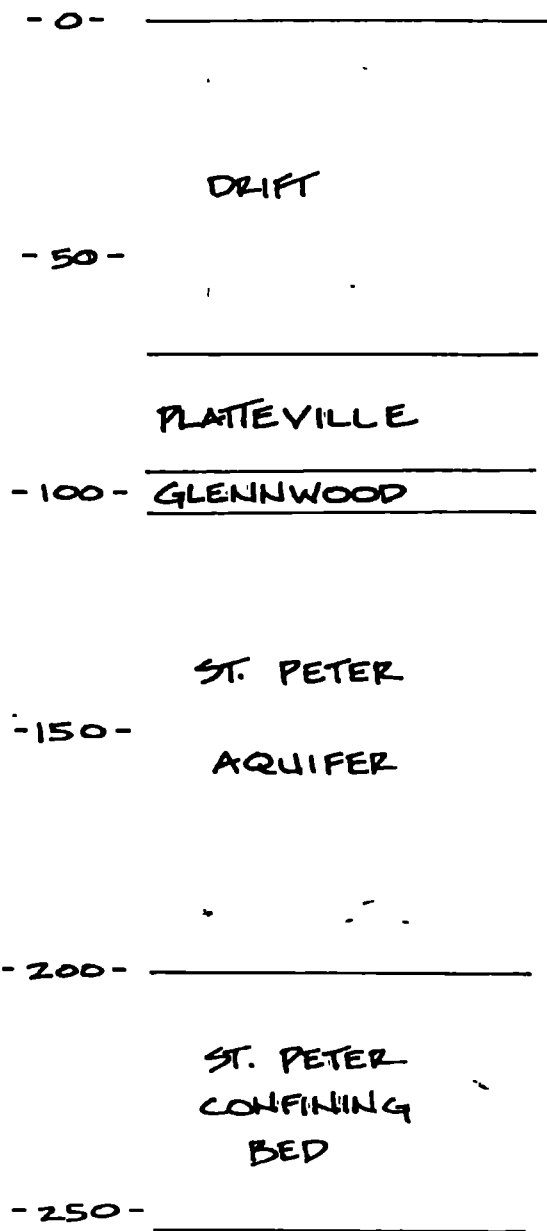 - 0 -
DRIFT
- 50 -
PLATTEVILLE
- 100 - GLENNWOOD
ST. PETER
- 150 -
AQUIFER
- 200 -
ST. PETER
CONFINING
BED
- 250 -